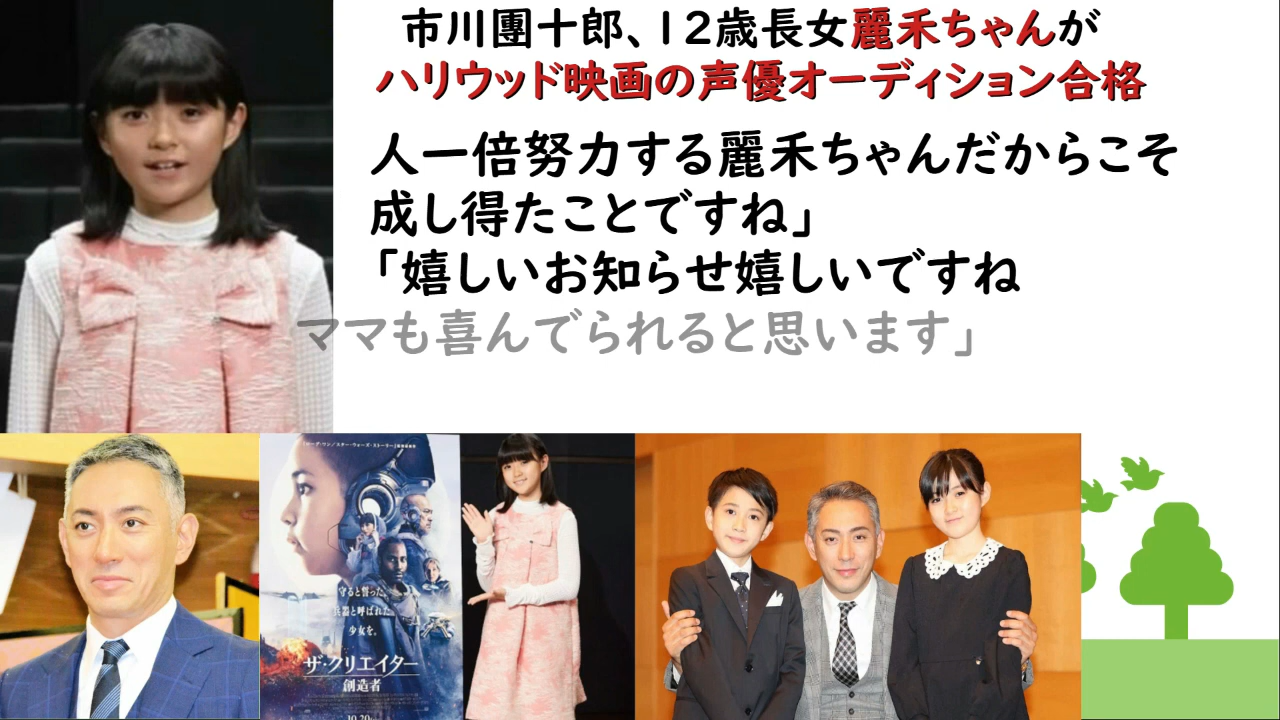 市川團十郎、12歳長女麗禾ちゃんが
ハリウッド映画の声優オーディション合格
人一倍努力する麗禾ちゃんだからこそ
成し得たことですね」
「嬉しいお知らせ嬉しいですね
ママも喜んでられると思います」
守ると誓った、
兵器と呼ばれた
少女を。
ザ・クリエイター
創造者
10.20